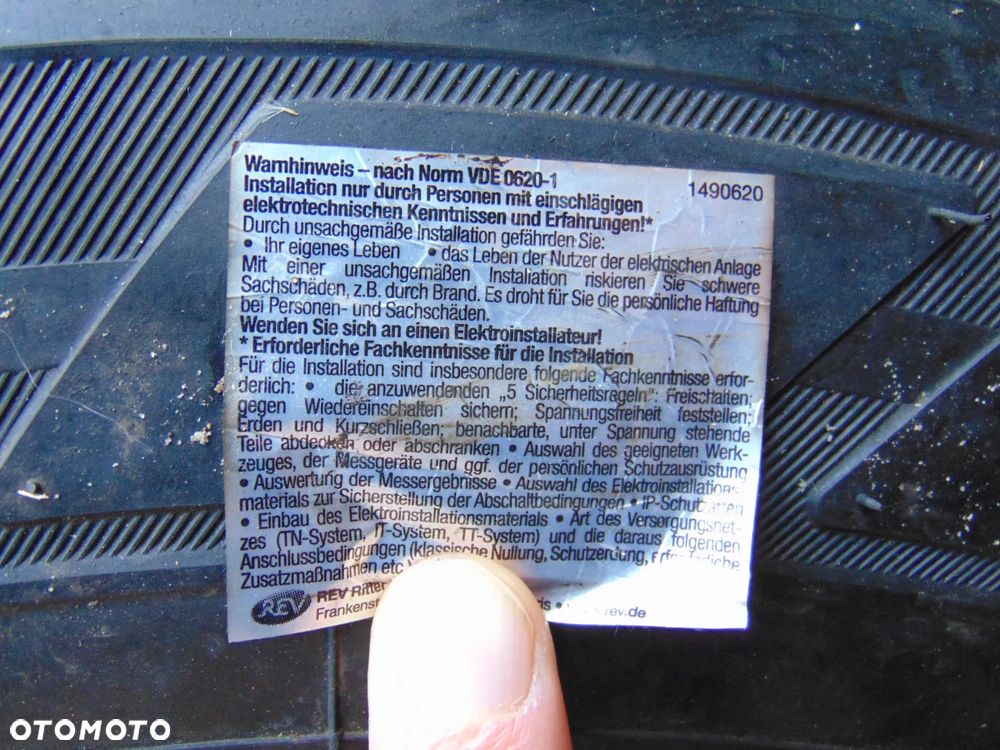 Warnhinweis – nach Norm VDE 0620-1
1490620
Installation nur durch Personen mit einschlägigen
elektrotechnischen Kenntnissen und Erfahrungen!*
Durch unsachgemäße Installation gefährden Sie:
• Ihr eigenes Leben • das Leben der Nutzer der elektrischen Anlage
Mit einer unsachgemäßen Installation riskieren Sie schwere
Sachschäden, z.B. durch Brand. Es droht für Sie die persönliche Haftung
bei Personen- und Sachschäden.
Wenden Sie sich an einen Elektroinstallateur!
* Erforderliche Fachkenntnisse für die Installation
Für die Installation sind insbesondere folgende Fachkenntnisse erfor-
derlich: • die anzuwendenden „5 Sicherheitsregeln“: Freischalten;
gegen Wiedereinschalten sichern; Spannungsfreiheit feststellen;
Erden und Kurzschließen; benachbarte, unter Spannung stehende
Teile abdecken oder abschranken • Auswahl des geeigneten Werk-
zeuges, der Messgeräte und ggf. der persönlichen Schutzausrüstung
• Auswertung der Messergebnisse • Auswahl des Elektroinstallations-
materials zur Sicherstellung der Abschaltbedingungen • IP-Schutzarten
• Einbau des Elektroinstallationsmaterials • Art des Versorgungsnet-
zes (TN-System, IT-System, TT-System) und die daraus folgenden
Anschlussbedingungen (klassische Nullung, Schutzerdung, erforderliche
Zusatzmaßnahmen etc
REV REV Ritter
Frankenst • www.rev.de
OTOMOTO